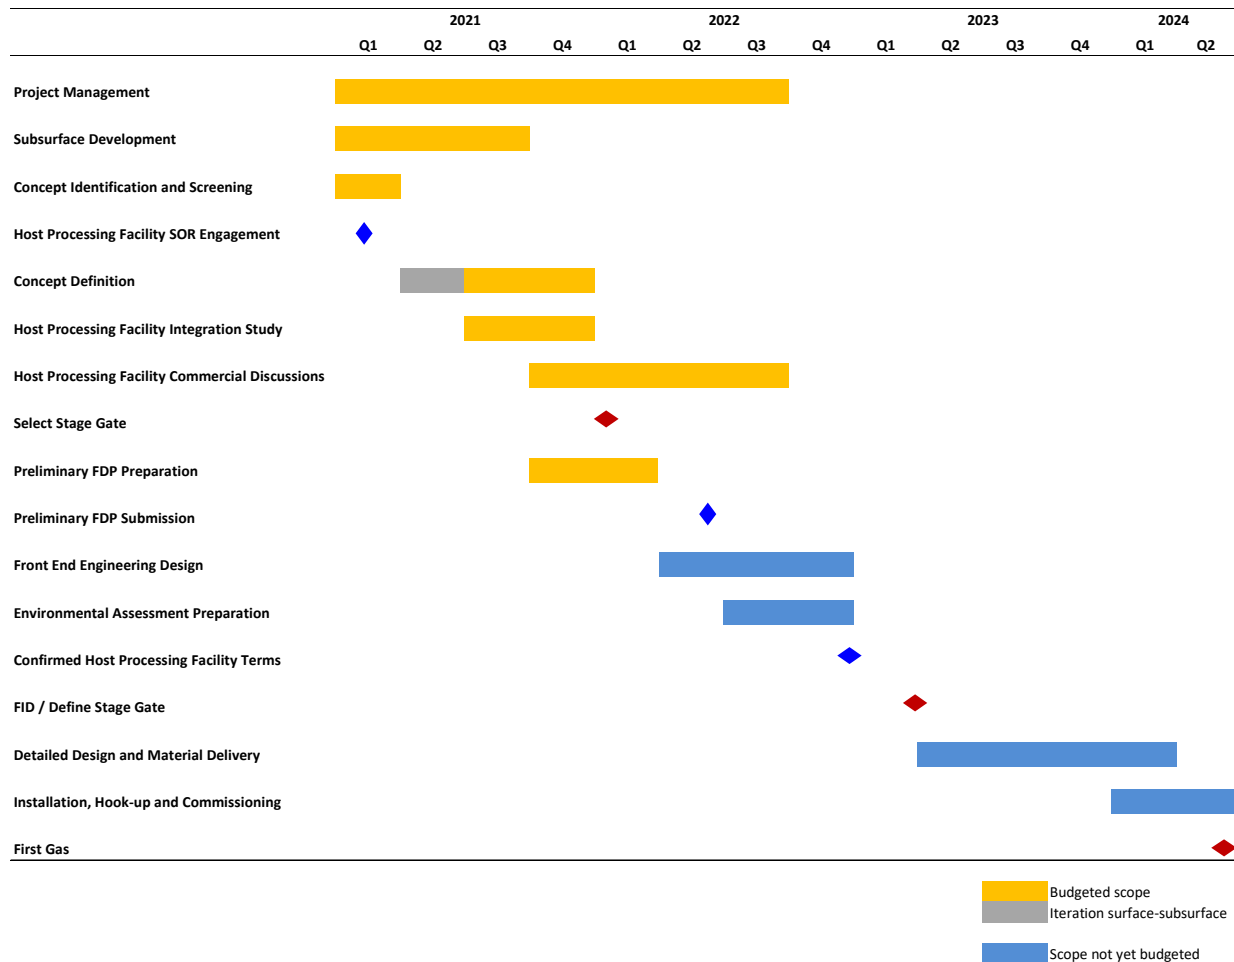 2021 2022 2023 2024
Q1 Q2 Q3 Q4 Q1 Q2 Q3 Q4 Q1 Q2 Q3 Q4 Q1 Q2
Project Management
Subsurface Development
Concept Identification and Screening
Host Processing Facility SOR Engagement
Concept Definition
Host Processing Facility Integration Study
Host Processing Facility Commercial Discussions
Select Stage Gate
Preliminary FDP Preparation
Preliminary FDP Submission
Front End Engineering Design
Environmental Assessment Preparation
Confirmed Host Processing Facility Terms
FID / Define Stage Gate
Detailed Design and Material Delivery
Installation, Hook-up and Commissioning
First Gas
Budgeted scope
Iteration surface-subsurface
Scope not yet budgeted